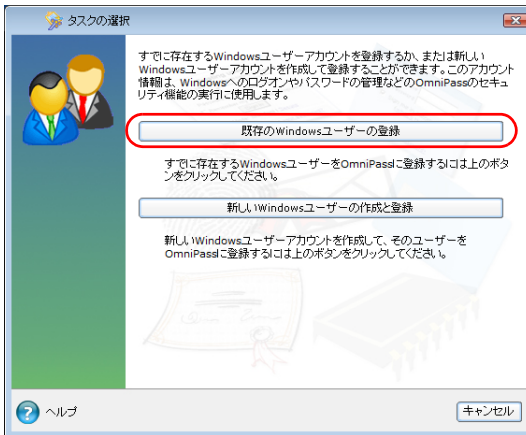 タスクの選択
すでに存在するWindowsユーザーアカウントを登録するか、または新しい
Windowsユーザーアカウントを作成して登録することができます。このアカウント
情報は、Windowsへのログオンやパスワードの管理などのOmniPassのセキュ
リティ機能の実行に使用します。
既存のWindowsユーザーの登録
すでに存在するWindowsユーザーをOmniPassに登録するには上のボタ
ンをクリックしてください。
新しいWindowsユーザーの作成と登録
新しいWindowsユーザーアカウントを作成して、そのユーザーを
OmniPassに登録するには上のボタンをクリックしてください。
ヘルプ
キャンセル